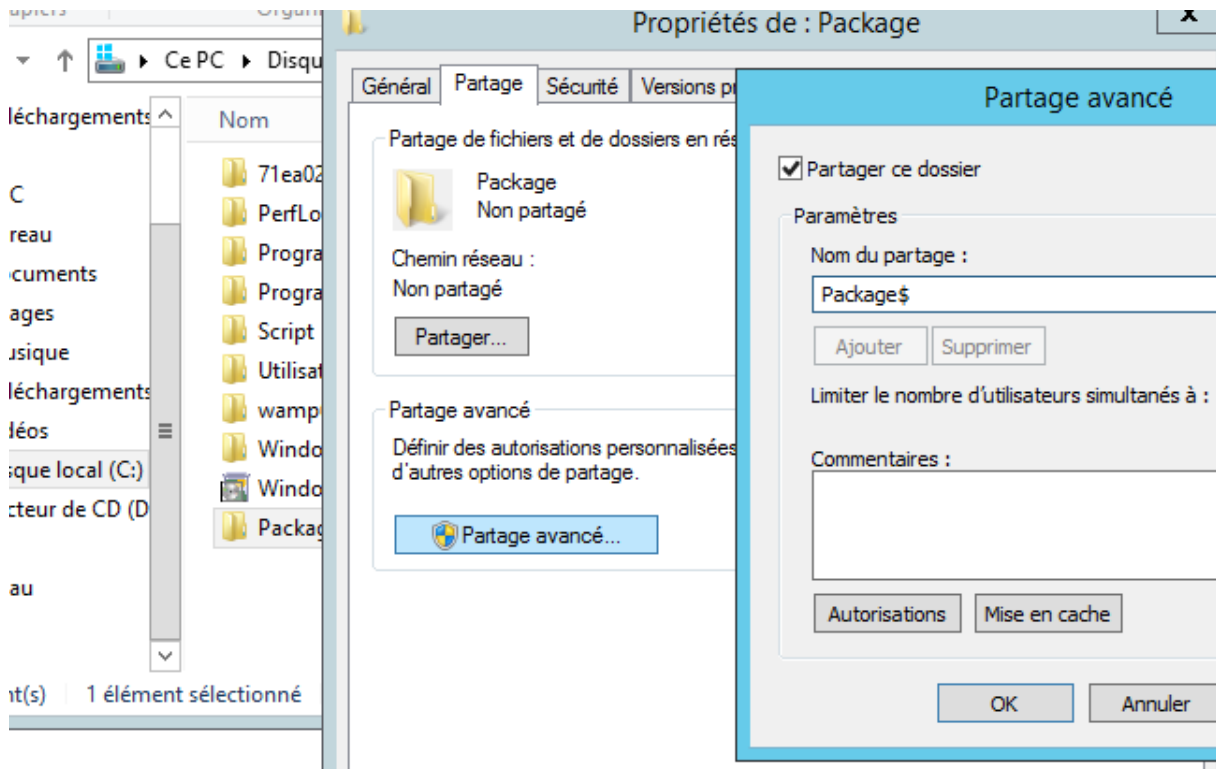 Propriétés de : Package
X
Ce PC
Disqu
Nom
léchargements
C
reau
cuments
ages
usique
léchargements
déos
sque local (C:)
cteur de CD (D
au
71ea02
PerfLo
Progra
Progra
Script
Utilisat
wamp
Windo
Windo
Packag
nt(s)
1 élément sélectionné
Général
Partage
Sécurité
Versions p
Partage de fichiers et de dossiers en rés
Package
Non partagé
Chemin réseau :
Non partagé
Partager...
Partage avancé
Définir des autorisations personnalisées
d'autres options de partage.
Partage avancé...
Partage avancé
Partager ce dossier
Paramètres
Nom du partage :
Package$
Ajouter
Supprimer
Limiter le nombre d'utilisateurs simultanés à :
Commentaires :
Autorisations
Mise en cache
OK
Annuler